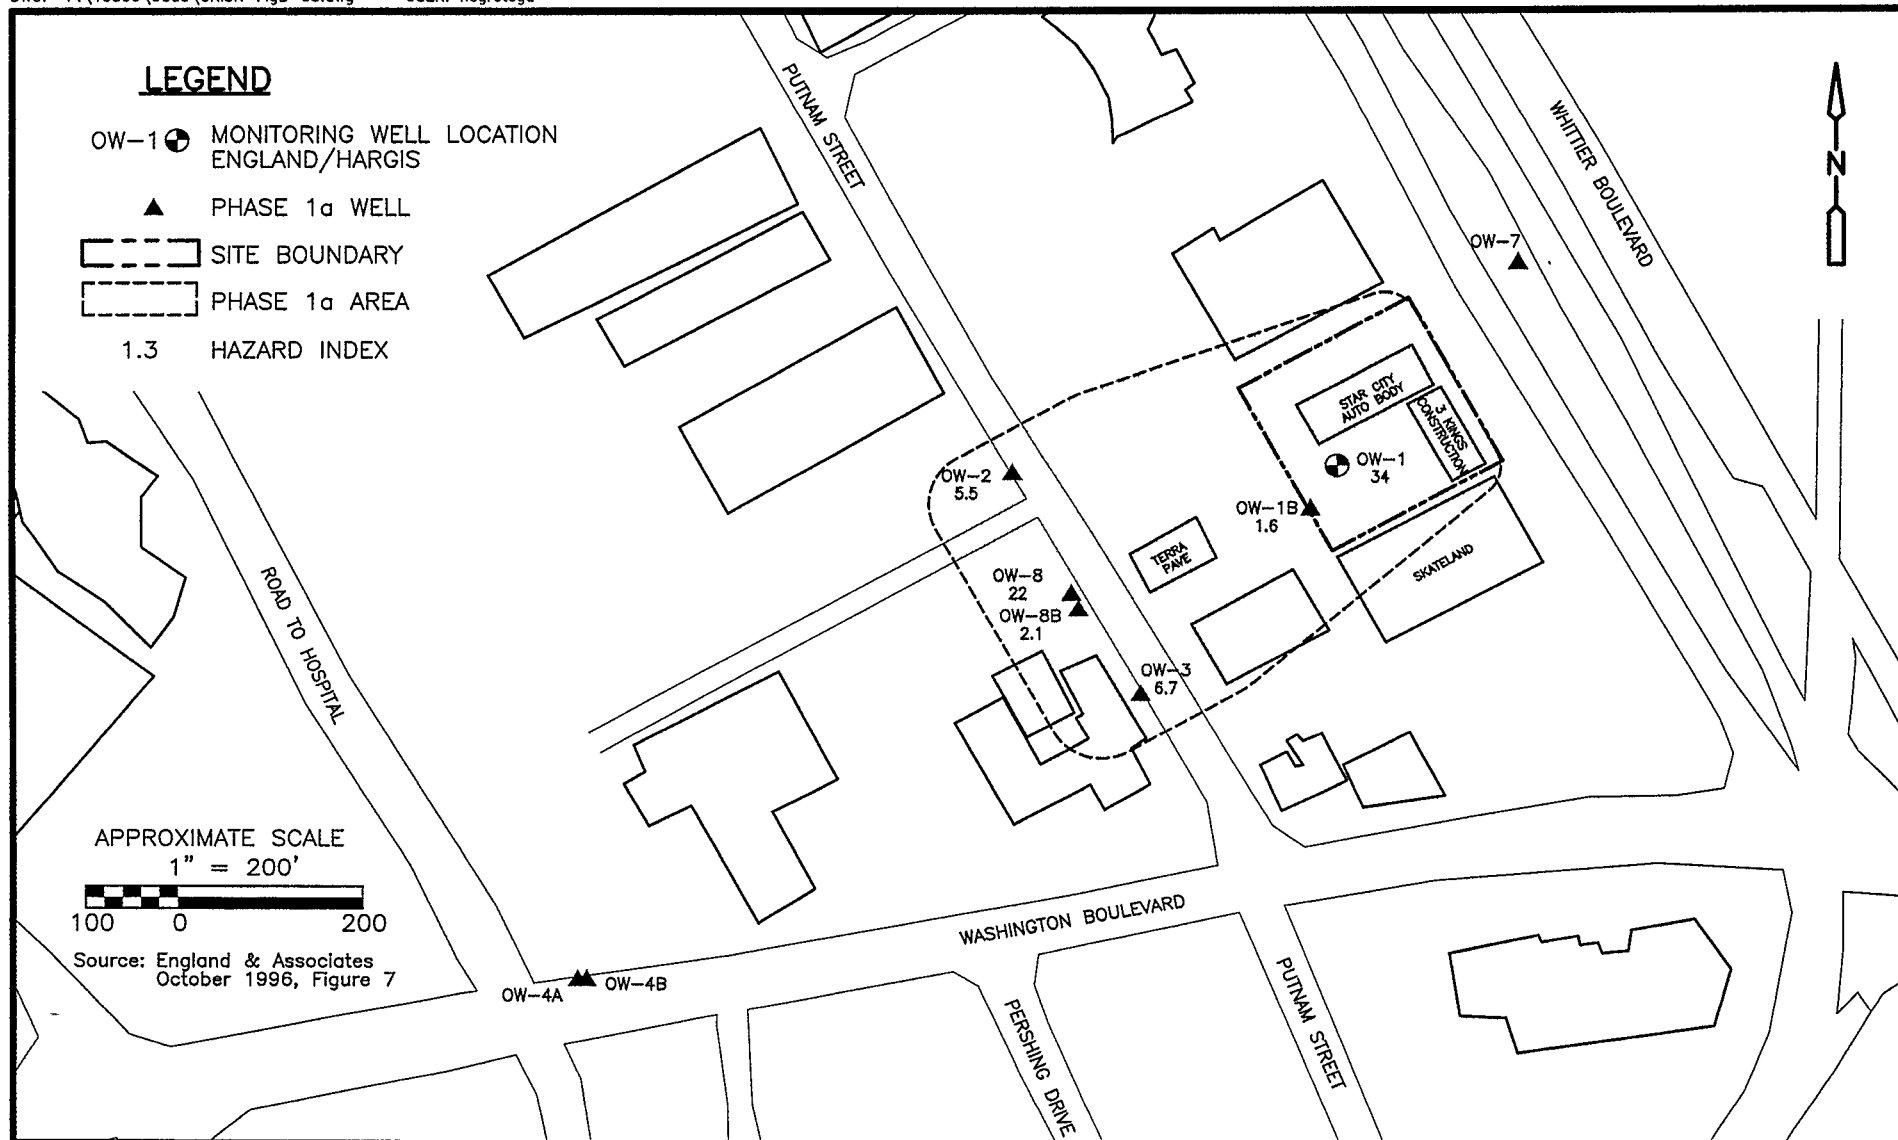 LEGEND
OW-1 MONITORING WELL LOCATION
ENGLAND/HARGIS
PHASE 1a WELL
SITE BOUNDARY
PHASE 1a AREA
1.3 HAZARD INDEX
PUTNAM STREET
WHITTIER BOULEVARD
N
OW-7
STAR CITY
AUTO BODY
3 KINGS
CONSTRUCTION
OW-1
34
OW-2
5.5
OW-1B
1.6
TERRA
PAVE
SKATELAND
OW-8
22
OW-8B
2.1
OW-3
6.7
ROAD TO HOSPITAL
APPROXIMATE SCALE
1" = 200'
100 0 200
Source: England & Associates
October 1996, Figure 7
WASHINGTON BOULEVARD
OW-4A
OW-4B
PERSHING DRIVE
PUTNAM STREET